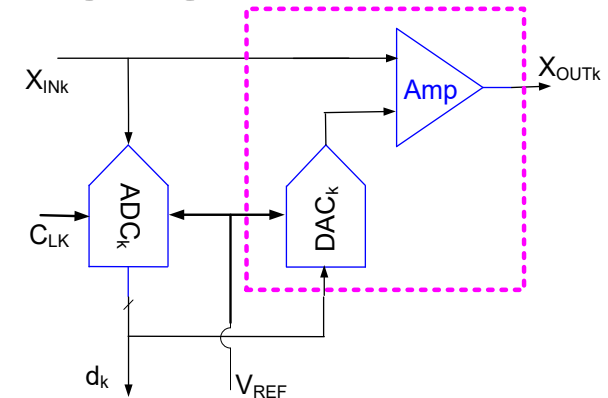 X_INk
X_OUTk
Amp
ADC_k
DAC_k
C_LK
d_k
V_REF